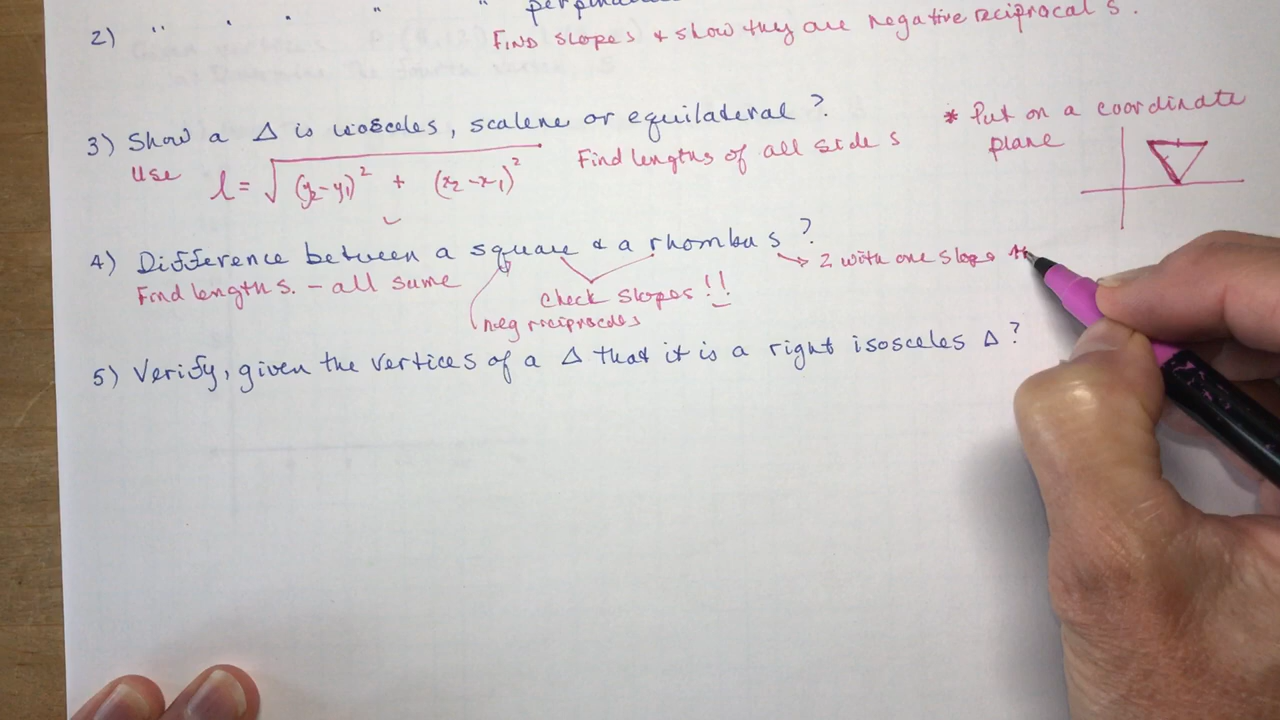 2) " " " " perpendi
Find slopes & show they are negative reciprocals.
3) Show a Δ is isosceles, scalene or equilateral?
* Put on a coordinate
plane
Use l = √(y₂-y₁)² + (x₂-x₁)²
Find lengths of all sides
4) Difference between a square & a rhombus?
Find lengths. - all same
check slopes!!
→ 2 with one slope
neg reciprocals
5) Verify, given the vertices of a Δ that it is a right isosceles Δ?